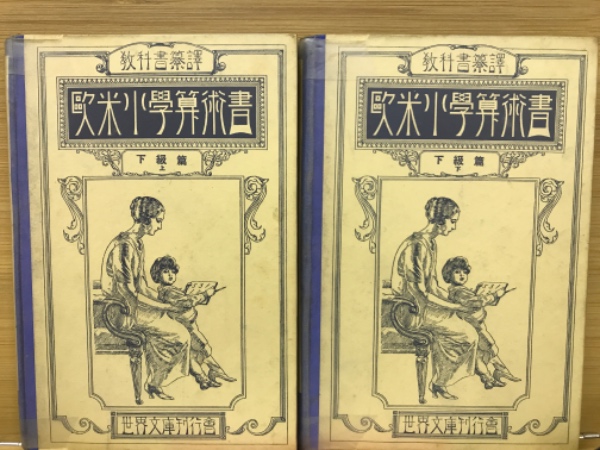 教科書纂譯
欧米小學算術書
下級篇
上
世界文庫刊行會
教科書纂譯
欧米小學算術書
下級篇
下
世界文庫刊行會